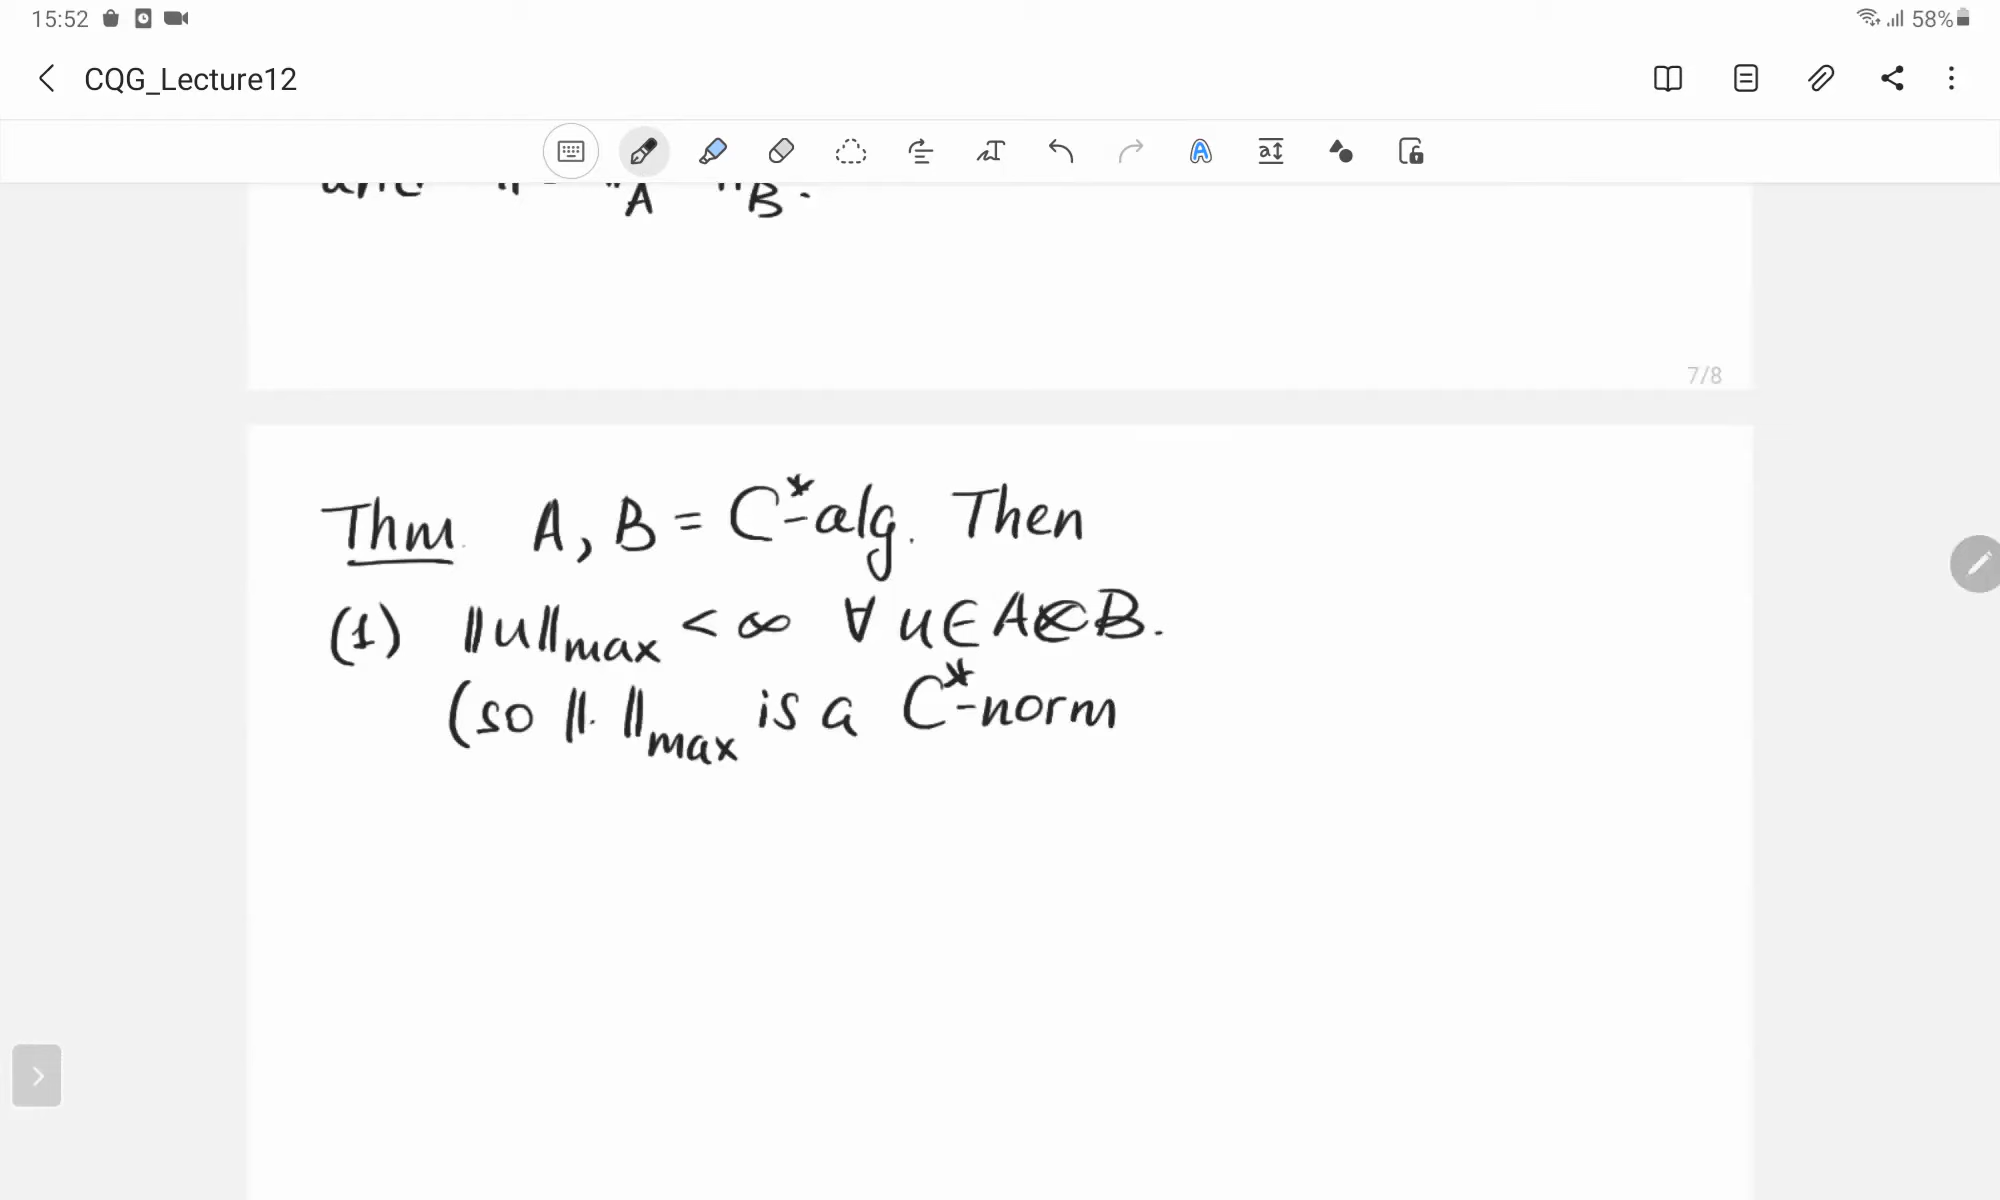 15:52 58%
CQG_Lecture12
A B.
7/8
Thm. A, B = C*-alg. Then
(1) ||u||max < ∞ ∀ u ∈ A ⊗ B.
(so ||.||max is a C*-norm